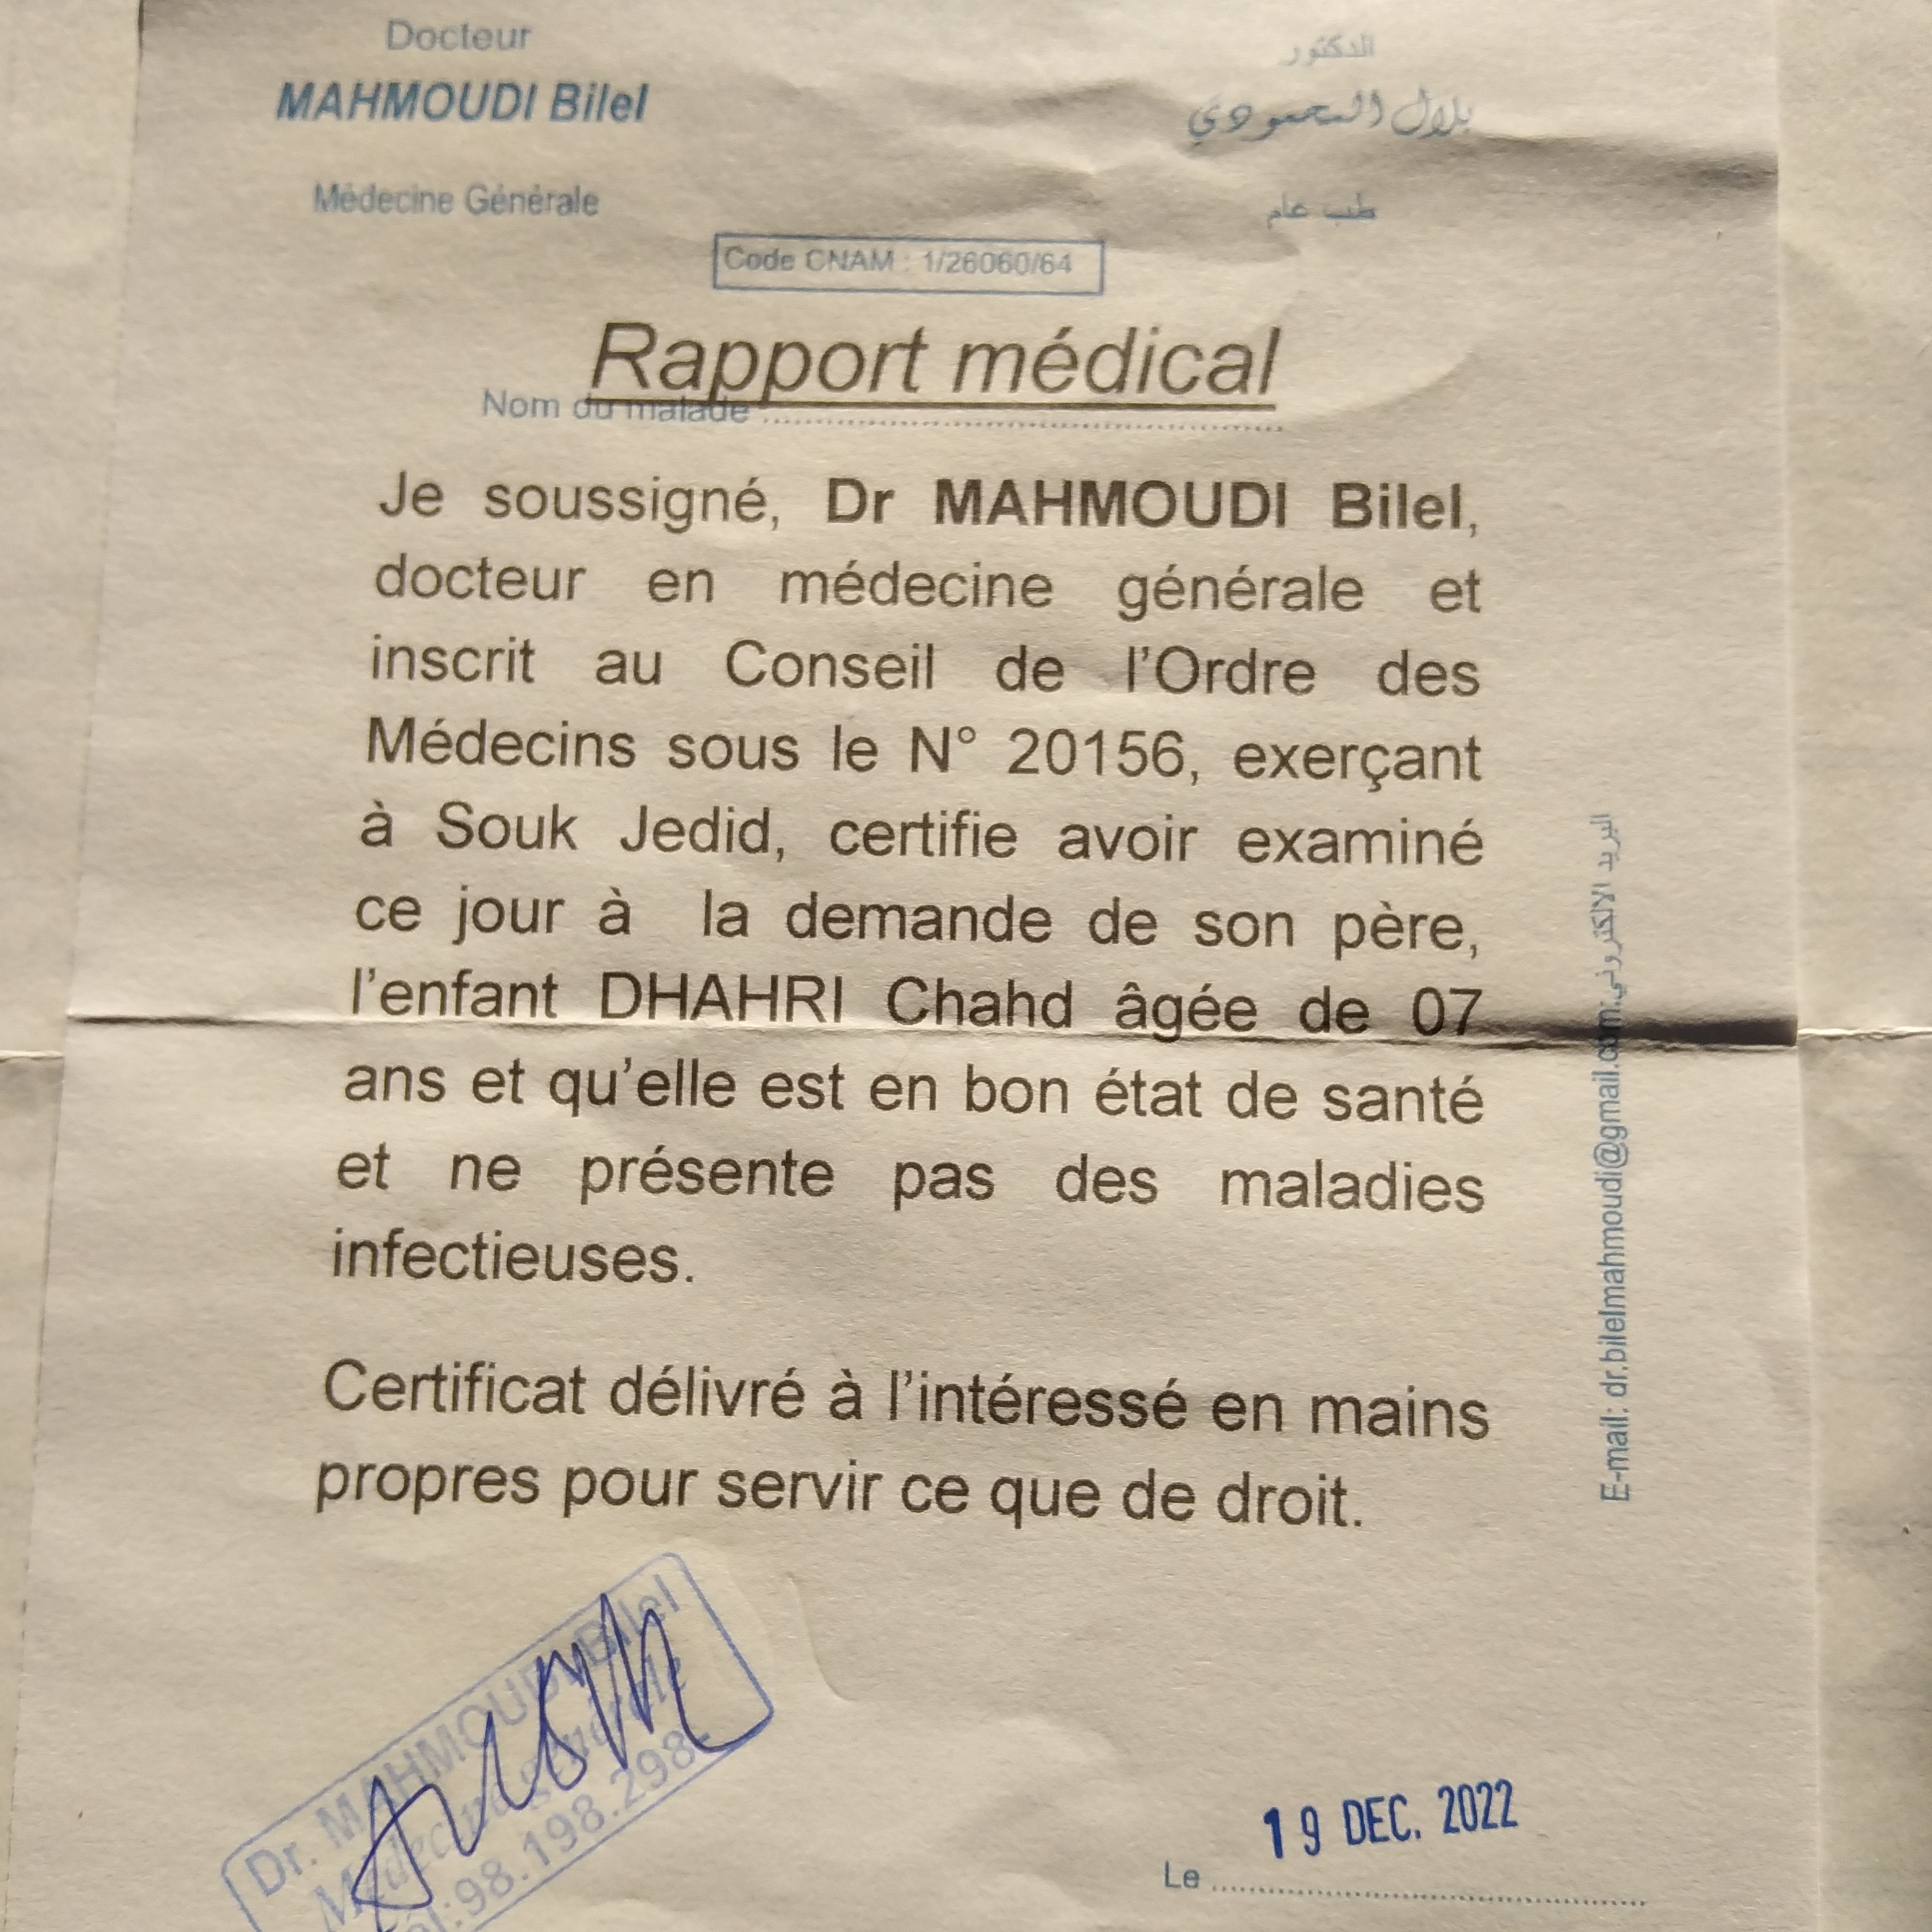 Docteur
MAHMOUDI Bilel
Médecine Générale
الدكتور
بلال المحمودي
طب عام
Code CNAM : 1/26060/64
Rapport médical
Nom du malade
Je soussigné, Dr MAHMOUDI Bilel,
docteur en médecine générale et
inscrit au Conseil de l'Ordre des
Médecins sous le N° 20156, exerçant
à Souk Jedid, certifie avoir examiné
ce jour à la demande de son père,
l'enfant DHAHRI Chahd âgée de 07
ans et qu'elle est en bon état de santé
et ne présente pas des maladies
infectieuses.
Certificat délivré à l'intéressé en mains
propres pour servir ce que de droit.
E-mail: dr.bilelmahmoudi@gmail.com:البريد الالكتروني
Dr. MAHMOUDI Bilel
Médecine Générale
Tél:98.198.298
19 DEC. 2022
Le